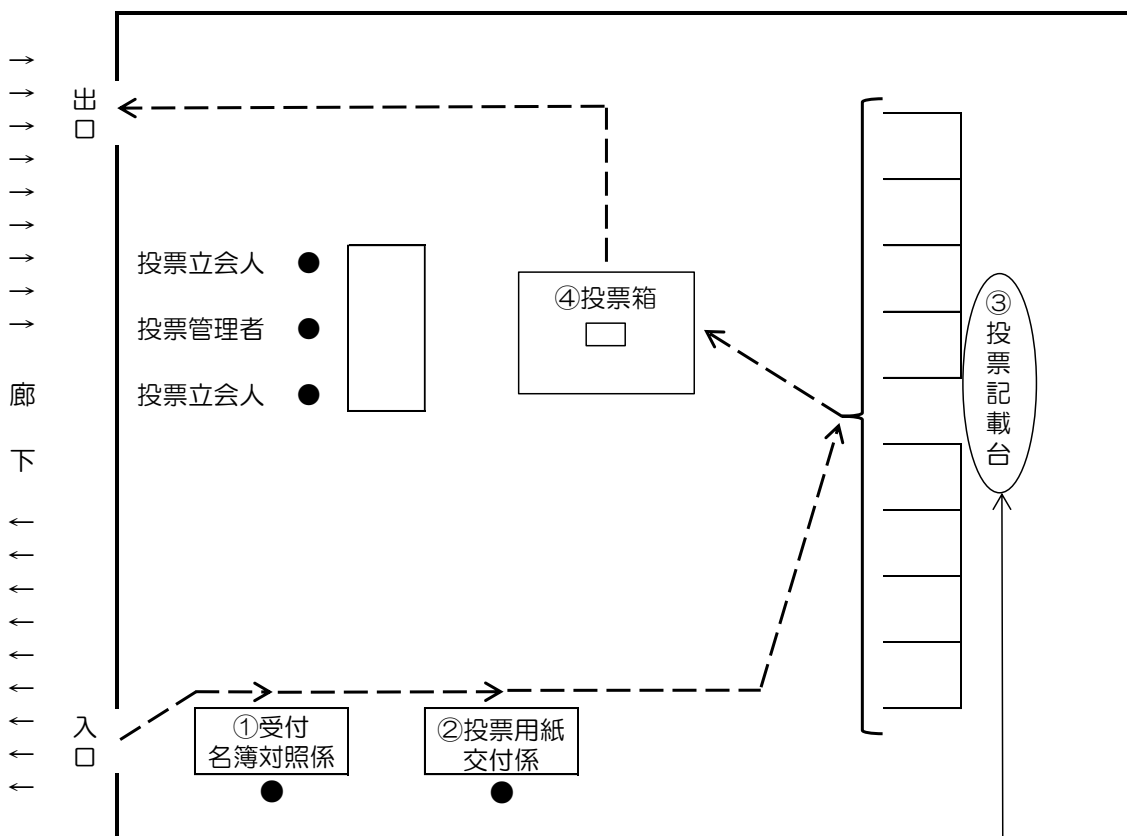 出口
投票立会人
投票管理者
投票立会人
④投票箱
③投票記載台
廊下
入口
①受付
名簿対照係
②投票用紙
交付係